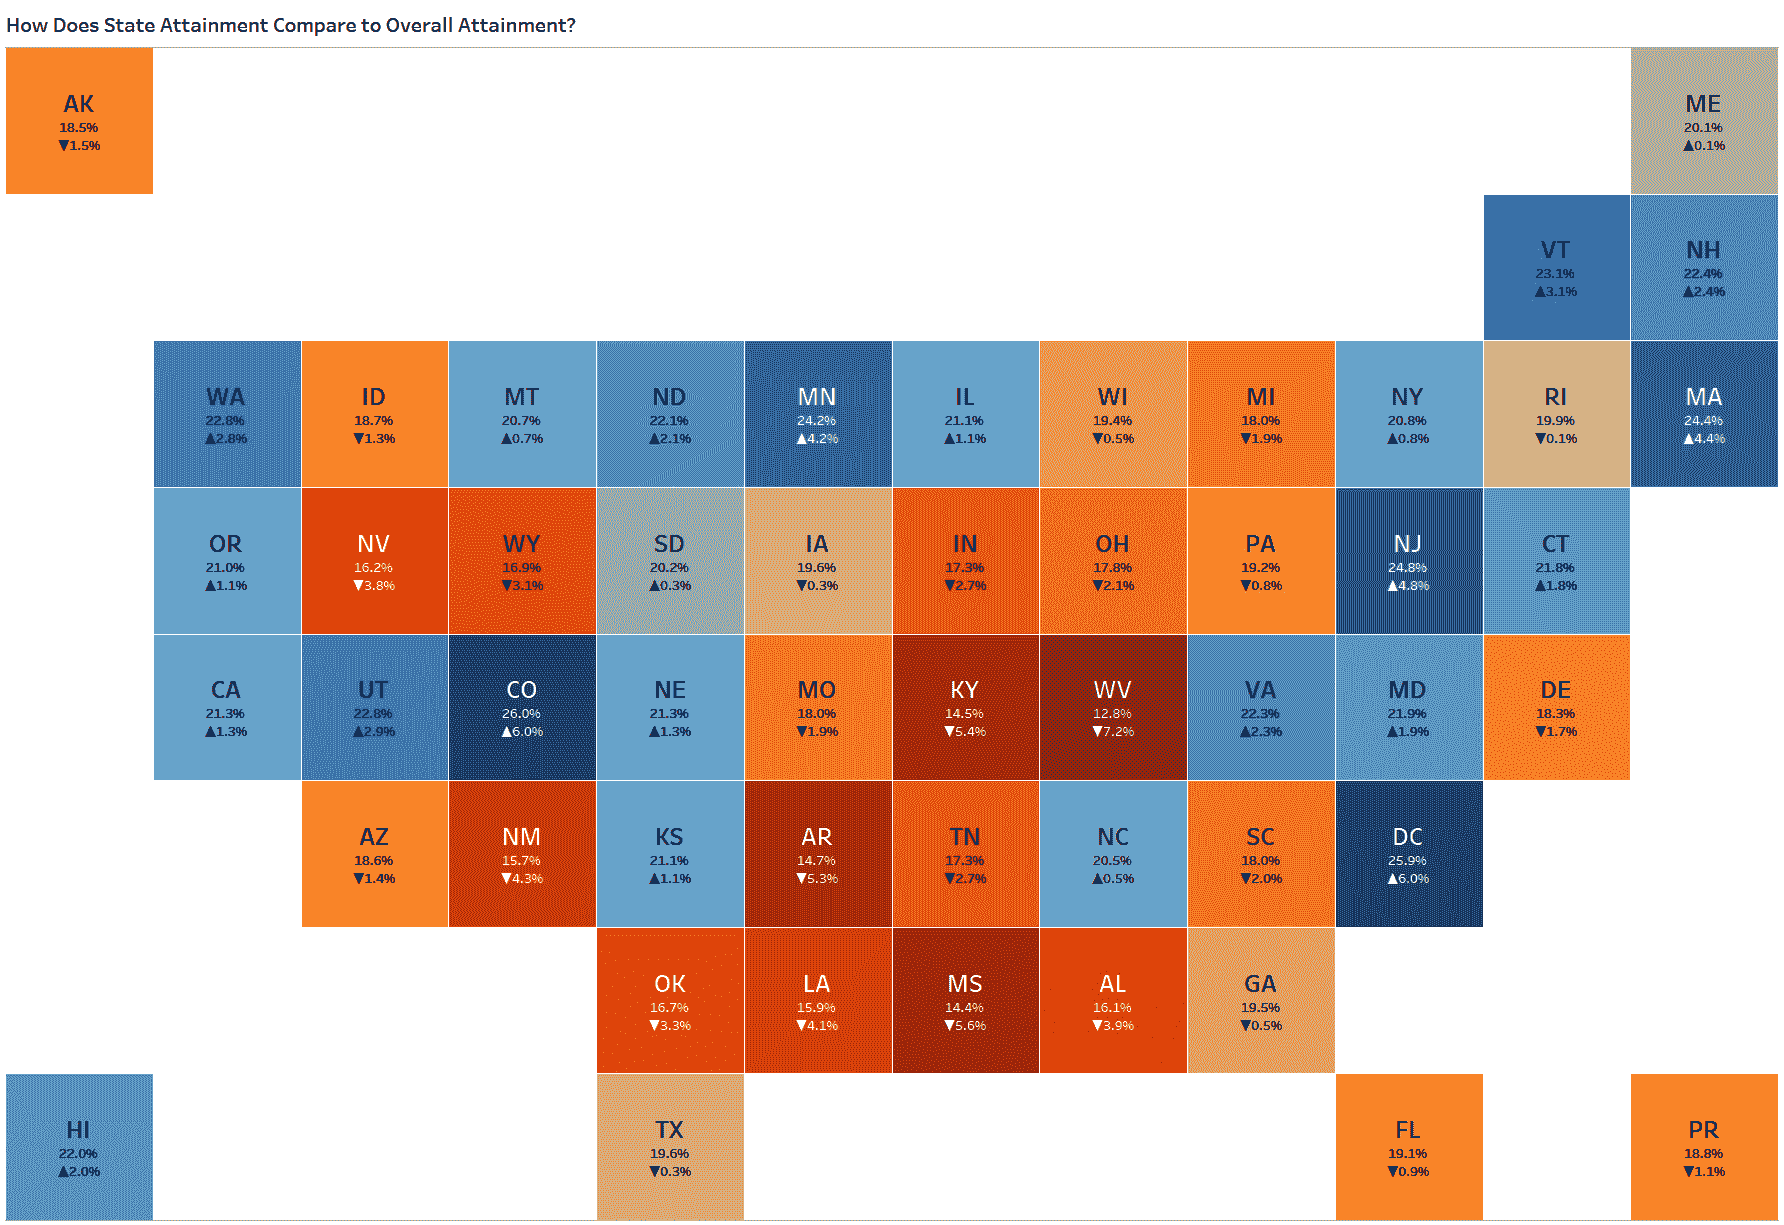 How Does State Attainment Compare to Overall Attainment?
AK
18.5%
▼1.5%
ME
20.1%
▲0.1%
VT
23.1%
▲3.1%
NH
22.4%
▲2.4%
WA
22.8%
▲2.8%
ID
18.7%
▼1.3%
MT
20.7%
▲0.7%
ND
22.1%
▲2.1%
MN
24.2%
▲4.2%
IL
21.1%
▲1.1%
WI
19.4%
▼0.5%
MI
18.0%
▼1.9%
NY
20.8%
▲0.8%
RI
19.9%
▼0.1%
MA
24.4%
▲4.4%
OR
21.0%
▲1.1%
NV
16.2%
▼3.8%
WY
16.9%
▼3.1%
SD
20.2%
▲0.3%
IA
19.6%
▼0.3%
IN
17.3%
▼2.7%
OH
17.8%
▼2.1%
PA
19.2%
▼0.8%
NJ
24.8%
▲4.8%
CT
21.8%
▲1.8%
CA
21.3%
▲1.3%
UT
22.8%
▲2.9%
CO
26.0%
▲6.0%
NE
21.3%
▲1.3%
MO
18.0%
▼1.9%
KY
14.5%
▼5.4%
WV
12.8%
▼7.2%
VA
22.3%
▲2.3%
MD
21.9%
▲1.9%
DE
18.3%
▼1.7%
AZ
18.6%
▼1.4%
NM
15.7%
▼4.3%
KS
21.1%
▲1.1%
AR
14.7%
▼5.3%
TN
17.3%
▼2.7%
NC
20.5%
▲0.5%
SC
18.0%
▼2.0%
DC
25.9%
▲6.0%
OK
16.7%
▼3.3%
LA
15.9%
▼4.1%
MS
14.4%
▼5.6%
AL
16.1%
▼3.9%
GA
19.5%
▼0.5%
HI
22.0%
▲2.0%
TX
19.6%
▼0.3%
FL
19.1%
▼0.9%
PR
18.8%
▼1.1%